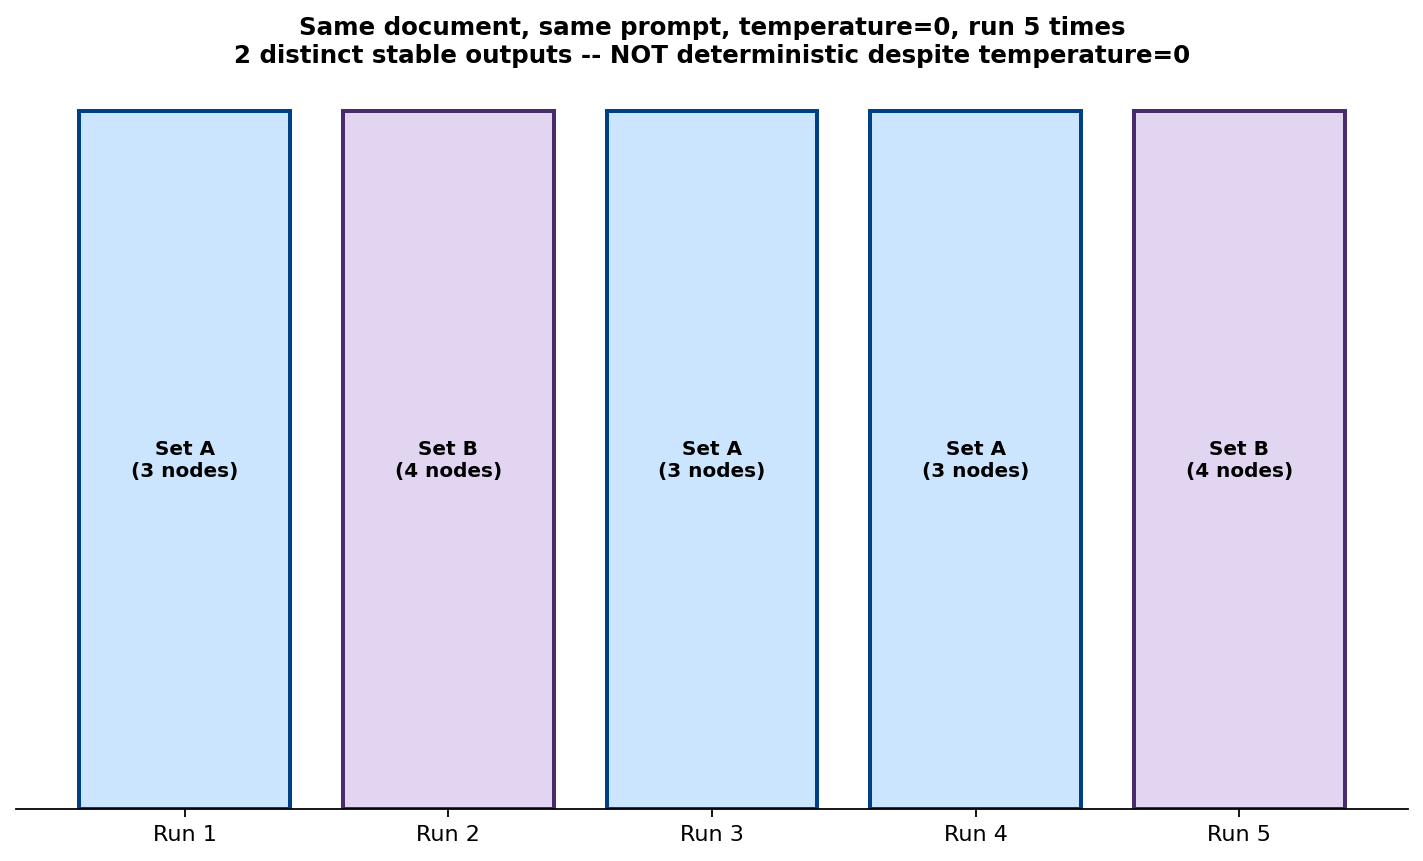 Same document, same prompt, temperature=0, run 5 times
2 distinct stable outputs -- NOT deterministic despite temperature=0
Set A
(3 nodes)
Set B
(4 nodes)
Set A
(3 nodes)
Set A
(3 nodes)
Set B
(4 nodes)
Run 1
Run 2
Run 3
Run 4
Run 5